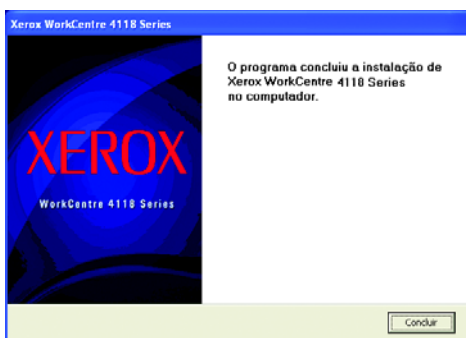 Xerox WorkCentre 4118 Series
O programa concluiu a instalação de
Xerox WorkCentre 4118 Series
no computador.
XEROX
WorkCentre 4118 Series
Concluir